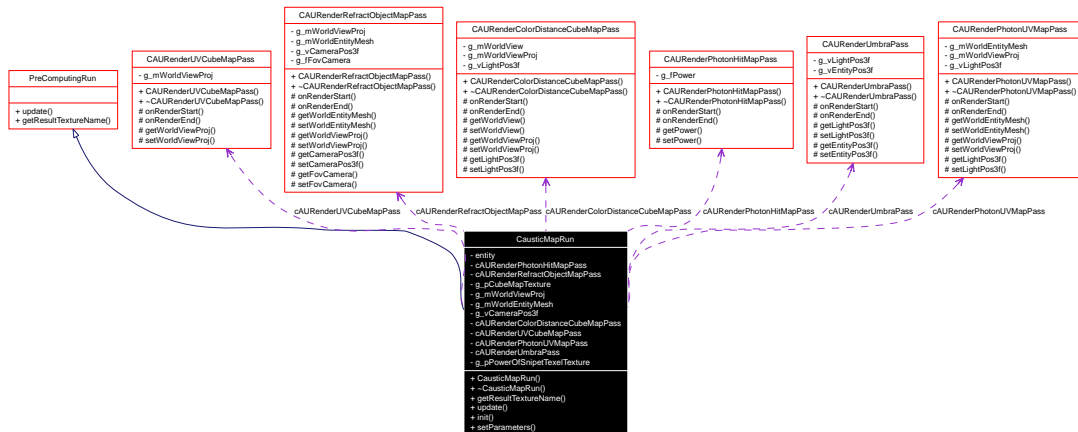 PreComputingRun
+ update()
+ getResultTextureName()
CAURenderUVCubeMapPass
- g_mWorldViewProj
+ CAURenderUVCubeMapPass()
+ ~CAURenderUVCubeMapPass()
# onRenderStart()
# onRenderEnd()
# getWorldViewProj()
# setWorldViewProj()
CAURenderRefractObjectMapPass
- g_mWorldViewProj
- g_mWorldEntityMesh
- g_vCameraPos3f
- g_fFovCamera
+ CAURenderRefractObjectMapPass()
+ ~CAURenderRefractObjectMapPass()
# onRenderStart()
# onRenderEnd()
# getWorldEntityMesh()
# setWorldEntityMesh()
# getWorldViewProj()
# setWorldViewProj()
# getCameraPos3f()
# setCameraPos3f()
# getFovCamera()
# setFovCamera()
CAURenderColorDistanceCubeMapPass
- g_mWorldView
- g_mWorldViewProj
- g_vLightPos3f
+ CAURenderColorDistanceCubeMapPass()
+ ~CAURenderColorDistanceCubeMapPass()
# onRenderStart()
# onRenderEnd()
# getWorldView()
# setWorldView()
# getWorldViewProj()
# setWorldViewProj()
# getLightPos3f()
# setLightPos3f()
CAURenderPhotonHitMapPass
- g_fPower
+ CAURenderPhotonHitMapPass()
+ ~CAURenderPhotonHitMapPass()
# onRenderStart()
# onRenderEnd()
# getPower()
# setPower()
CAURenderUmbraPass
- g_vLightPos3f
- g_vEntityPos3f
+ CAURenderUmbraPass()
+ ~CAURenderUmbraPass()
# onRenderStart()
# onRenderEnd()
# getLightPos3f()
# setLightPos3f()
# getEntityPos3f()
# setEntityPos3f()
CAURenderPhotonUVMapPass
- g_mWorldEntityMesh
- g_mWorldViewProj
- g_vLightPos3f
+ CAURenderPhotonUVMapPass()
+ ~CAURenderPhotonUVMapPass()
# onRenderStart()
# onRenderEnd()
# getWorldEntityMesh()
# setWorldEntityMesh()
# getWorldViewProj()
# setWorldViewProj()
# getLightPos3f()
# setLightPos3f()
cAURenderUVCubeMapPass
cAURenderRefractObjectMapPass
cAURenderColorDistanceCubeMapPass
cAURenderPhotonHitMapPass
cAURenderUmbraPass
cAURenderPhotonUVMapPass
CausticMapRun
- entity
- cAURenderPhotonHitMapPass
- cAURenderRefractObjectMapPass
- g_pCubeMapTexture
- g_mWorldViewProj
- g_mWorldEntityMesh
- g_vCameraPos3f
- cAURenderColorDistanceCubeMapPass
- cAURenderUVCubeMapPass
- cAURenderPhotonUVMapPass
- cAURenderUmbraPass
- g_pPowerOfSnipetTexelTexture
+ CausticMapRun()
+ ~CausticMapRun()
+ getResultTextureName()
+ update()
+ init()
+ setParameters()